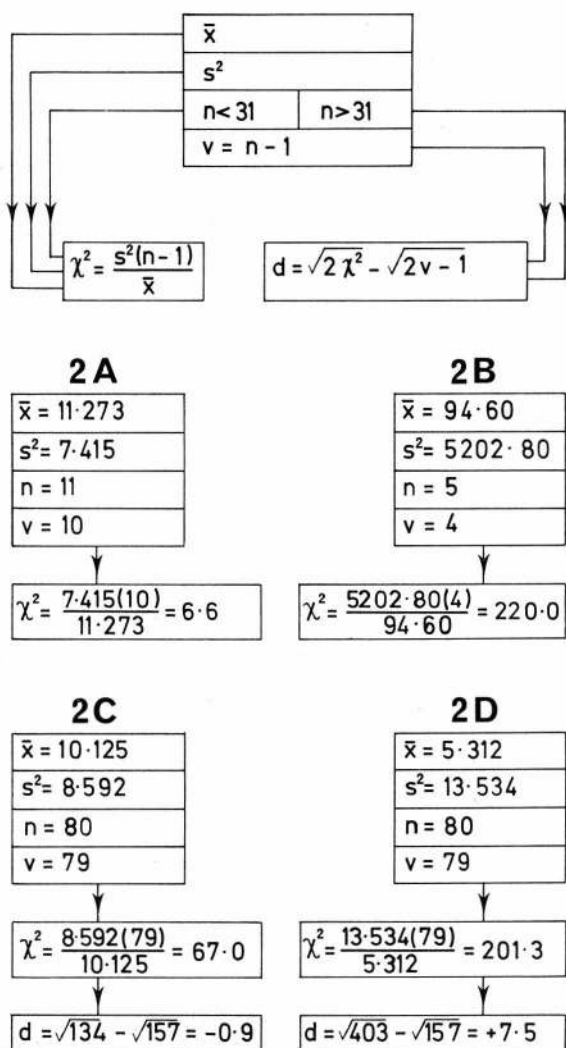 x̄
s²
n< 31 n> 31
v = n - 1
χ² = s²(n-1) / x̄
d = √2χ² - √2v - 1
2A
x̄ = 11·273
s² = 7·415
n = 11
v = 10
χ² = 7·415(10) / 11·273 = 6·6
2B
x̄ = 94·60
s² = 5202·80
n = 5
v = 4
χ² = 5202·80(4) / 94·60 = 220·0
2C
x̄ = 10·125
s² = 8·592
n = 80
v = 79
χ² = 8·592(79) / 10·125 = 67·0
d = √134 - √157 = -0·9
2D
x̄ = 5·312
s² = 13·534
n = 80
v = 79
χ² = 13·534(79) / 5·312 = 201·3
d = √403 - √157 = +7·5